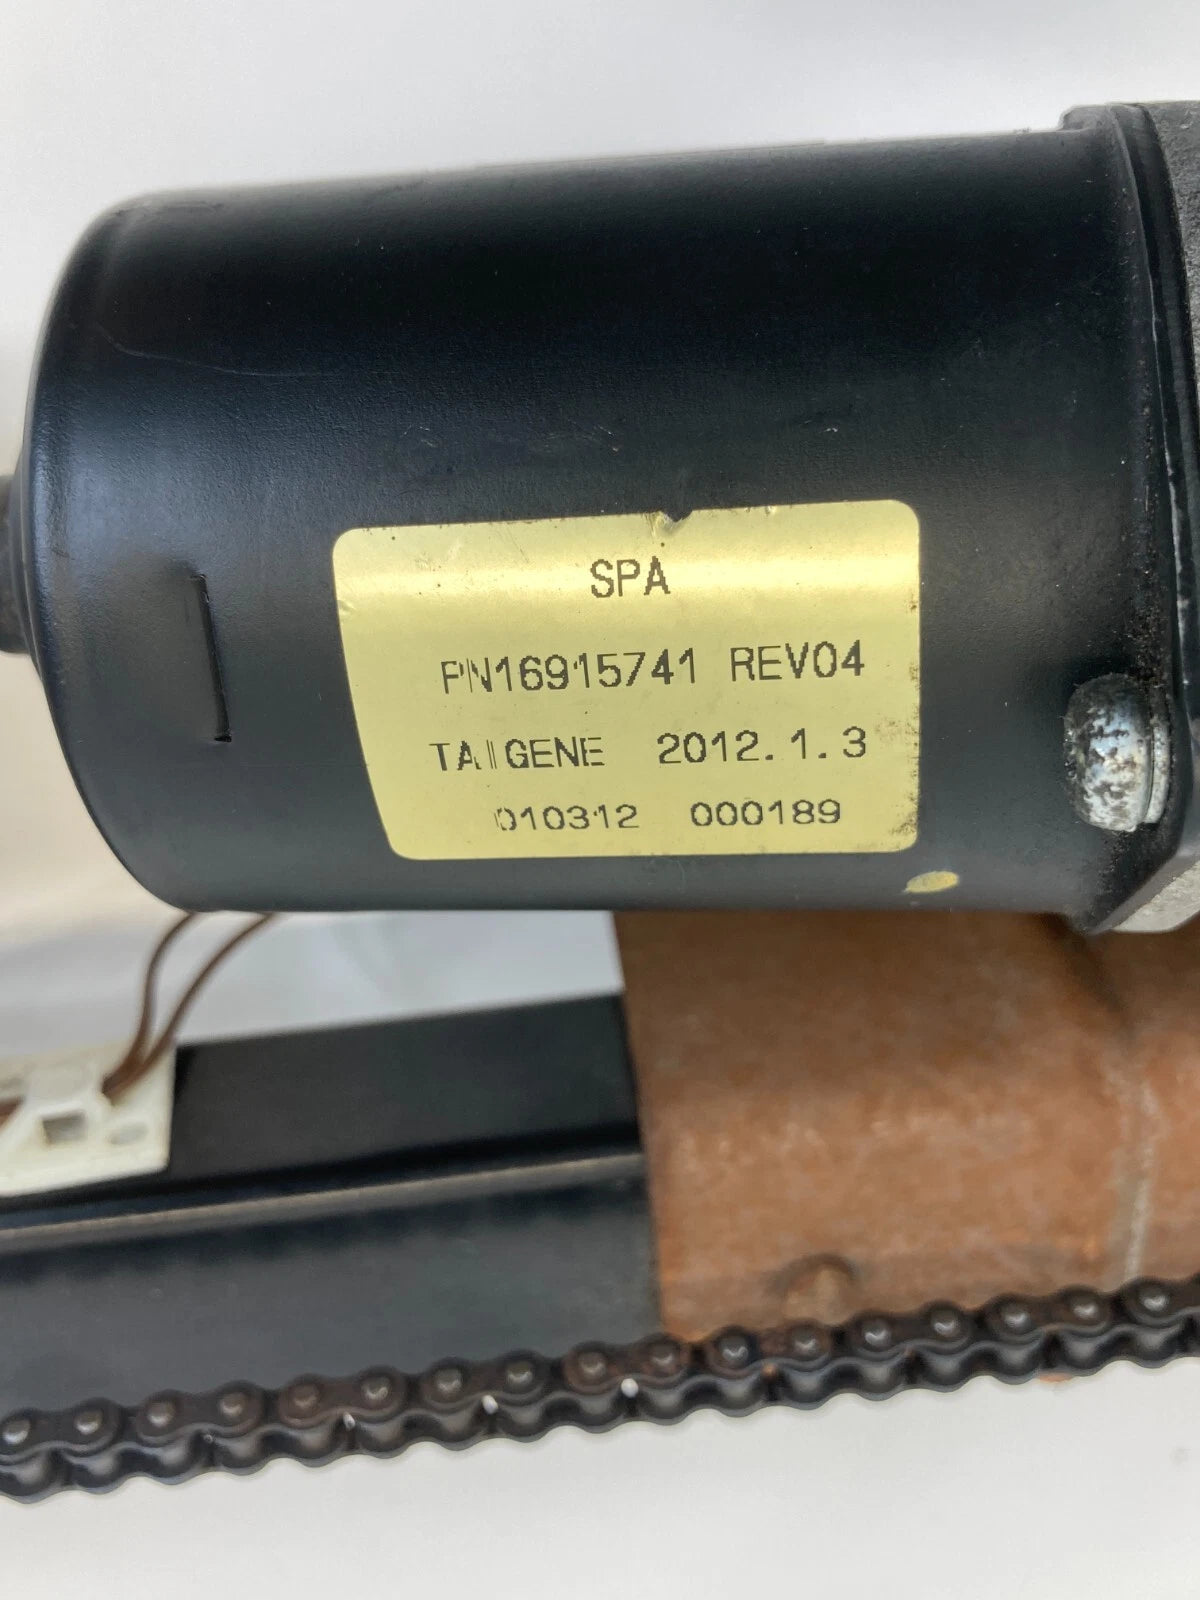 SPA
PN16915741 REV04
TAIGENE 2012.1.3
010312 000189